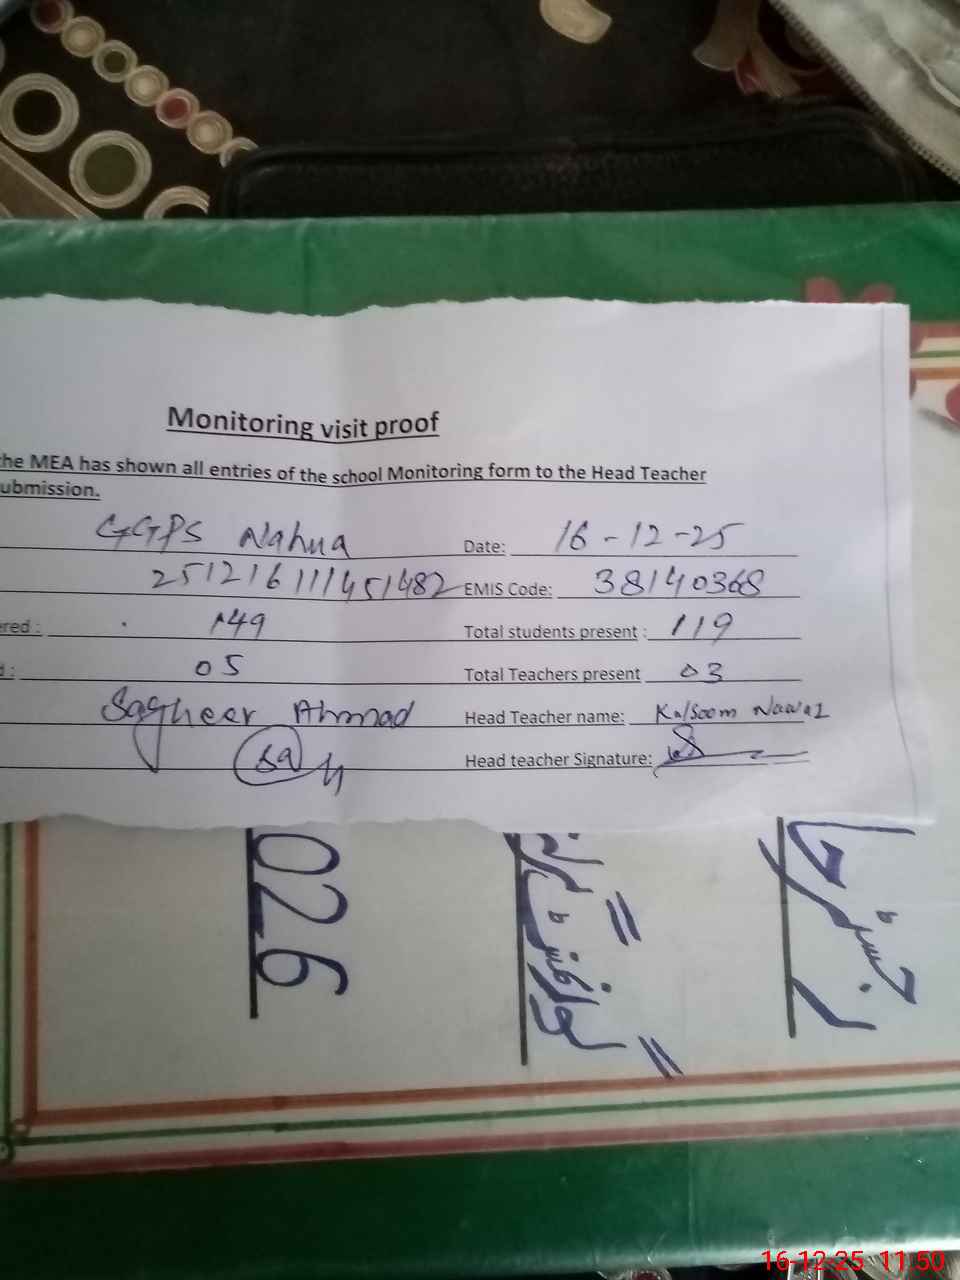 Monitoring visit proof
the MEA has shown all entries of the school Monitoring form to the Head Teacher
ubmission.
GGPS Nahua Date: 16-12-25
251216111451482 EMIS Code: 38140368
ered : 149 Total students present : 119
d : 05 Total Teachers present 03
Sagheer Ahmad Head Teacher name: Kalsoom Nawaz
Head teacher Signature:
026
16-12-25 11:50